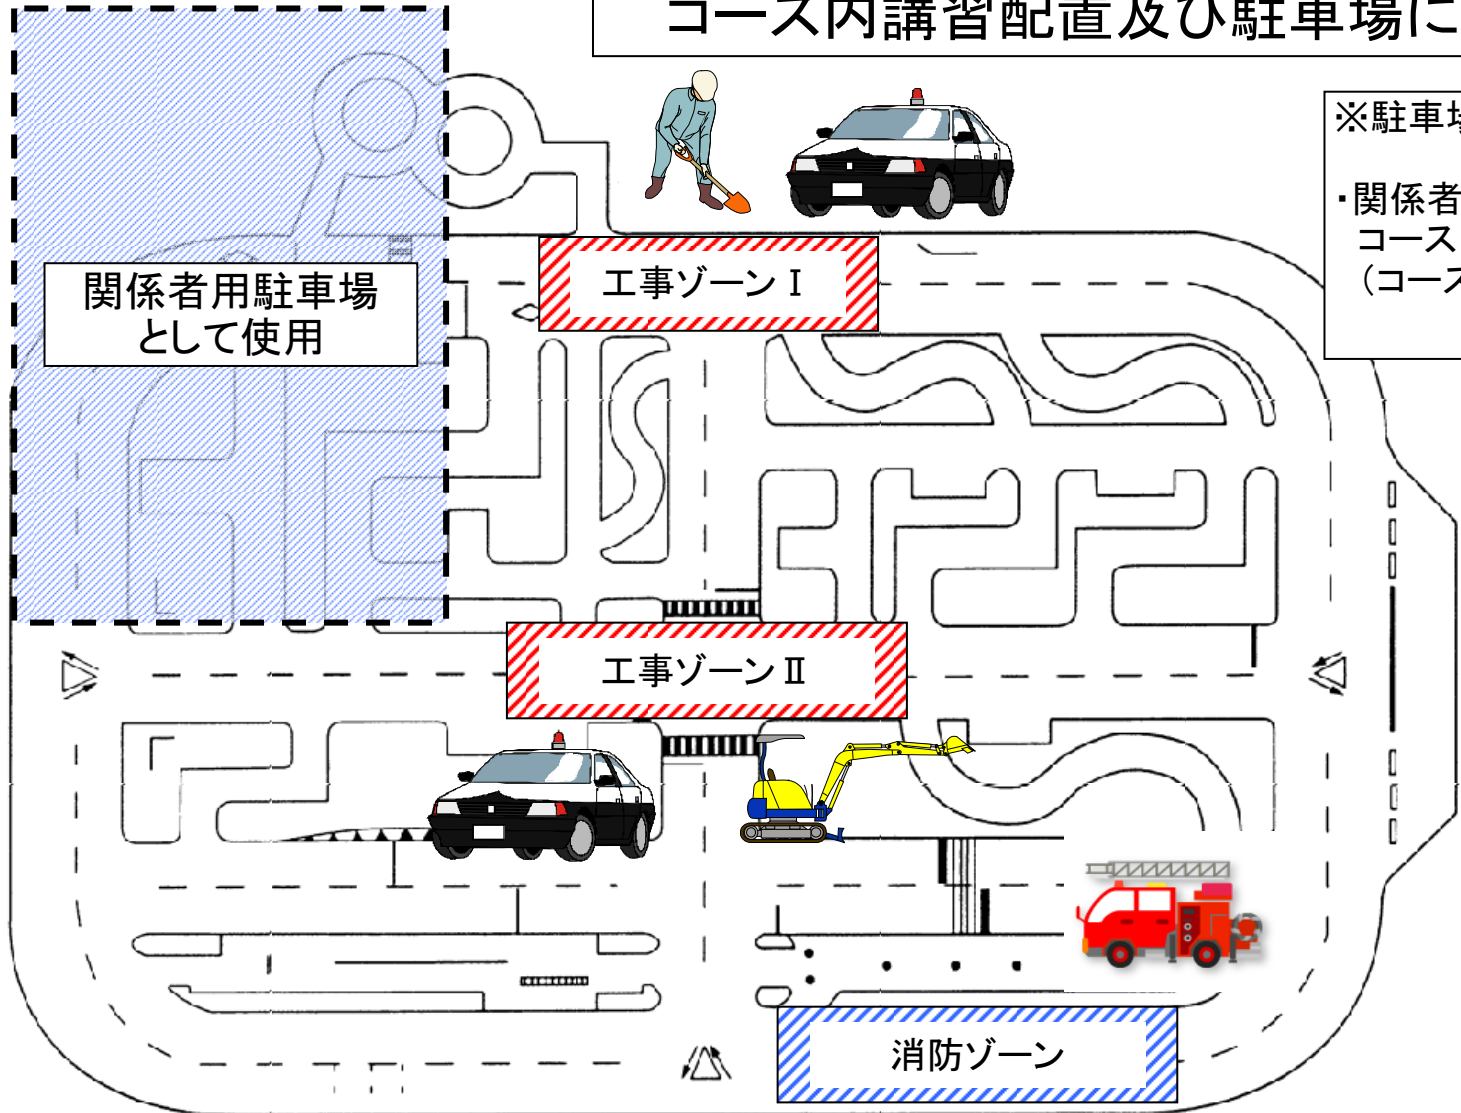 コース内講習配置及び駐車場に
※駐車場
・関係者
コース
（コース
工事ゾーンⅠ
関係者用駐車場
として使用
工事ゾーンⅡ
消防ゾーン